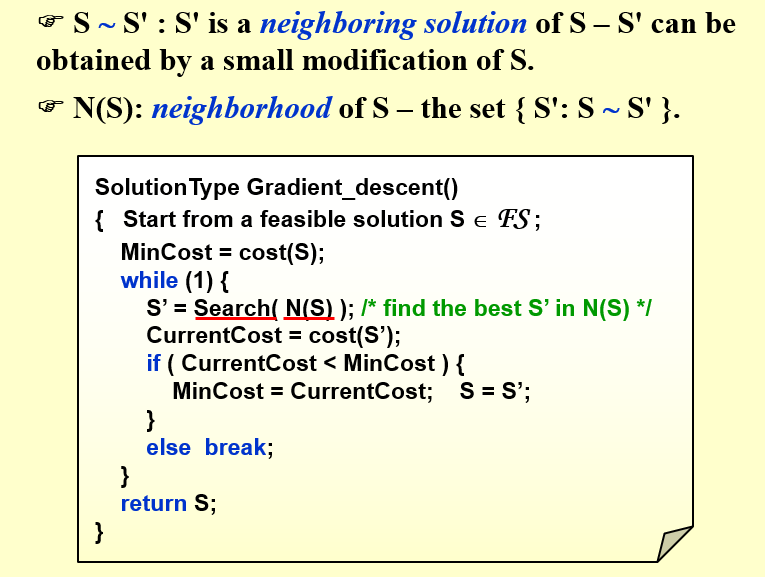 ☞ S ~ S' : S' is a neighboring solution of S – S' can be
obtained by a small modification of S.
☞ N(S): neighborhood of S – the set { S': S ~ S' }.
SolutionType Gradient_descent()
{ Start from a feasible solution S ∈ ℱS ;
MinCost = cost(S);
while (1) {
S’ = Search( N(S) ); /* find the best S’ in N(S) */
CurrentCost = cost(S’);
if ( CurrentCost < MinCost ) {
MinCost = CurrentCost; S = S’;
}
else break;
}
return S;
}